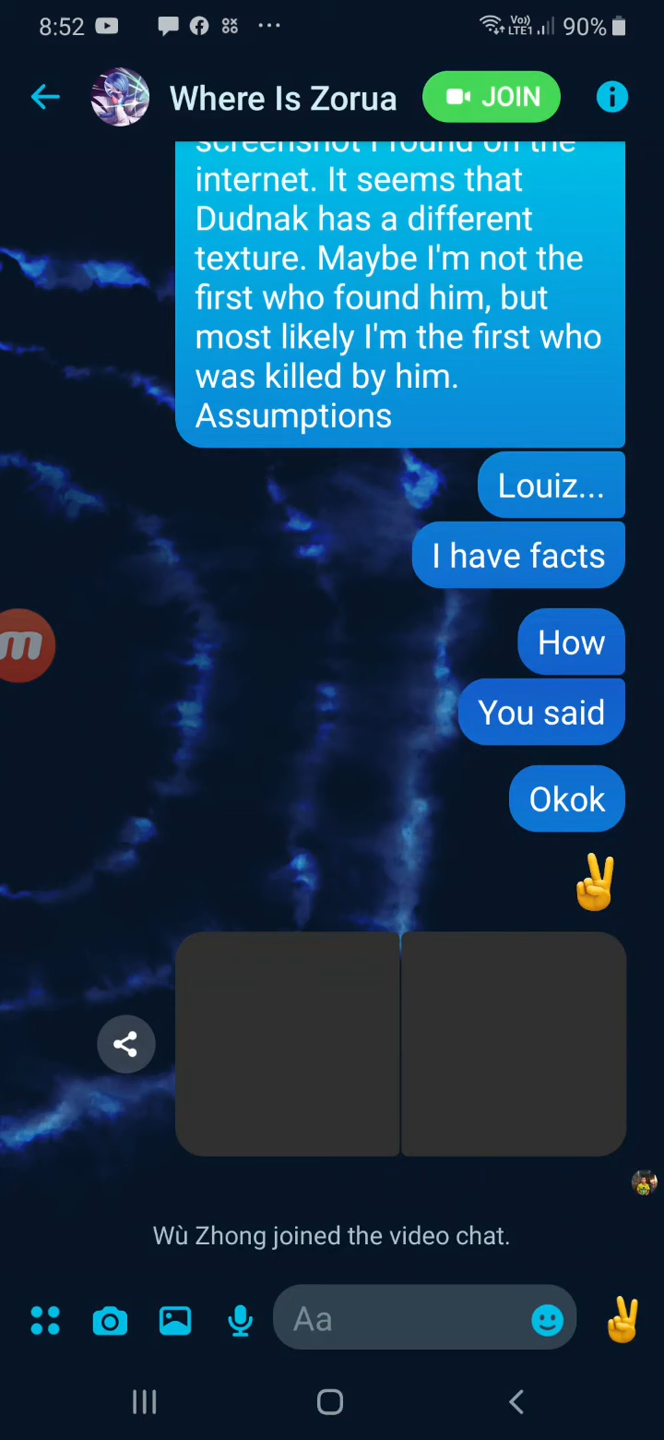 8:52
Vo)) LTE1 90%
Where Is Zorua
JOIN
screenshot I found on the
internet. It seems that
Dudnak has a different
texture. Maybe I'm not the
first who found him, but
most likely I'm the first who
was killed by him.
Assumptions
Louiz...
I have facts
m
How
You said
Okok
Wù Zhong joined the video chat.
Aa